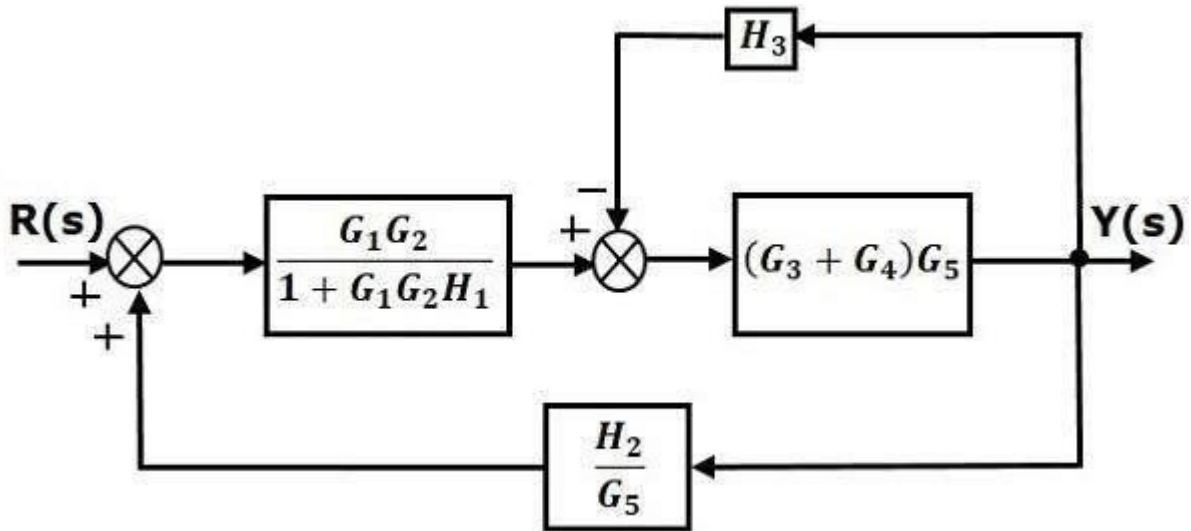 H₃
−
R(s)
G₁G₂
1 + G₁G₂H₁
+
(G₃ + G₄)G₅
Y(s)
+
+
H₂
G₅